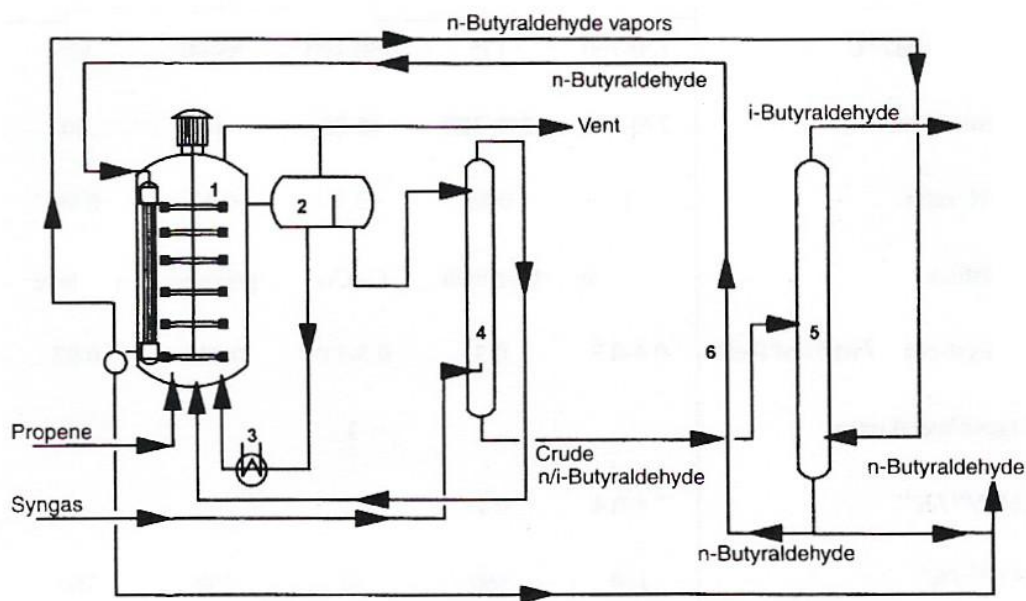 n-Butyraldehyde vapors
n-Butyraldehyde
i-Butyraldehyde
Vent
1
2
4
5
6
3
Propene
Crude
n/i-Butyraldehyde
n-Butyraldehyde
Syngas
n-Butyraldehyde